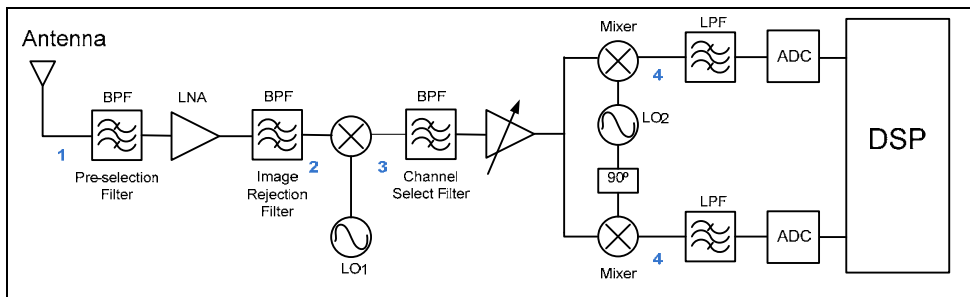 Antenna
BPF
LNA
BPF
BPF
Mixer
LPF
ADC
DSP
1
2
3
4
Pre-selection
Filter
Image
Rejection
Filter
Channel
Select Filter
LO1
LO2
90º
LPF
ADC
4
Mixer